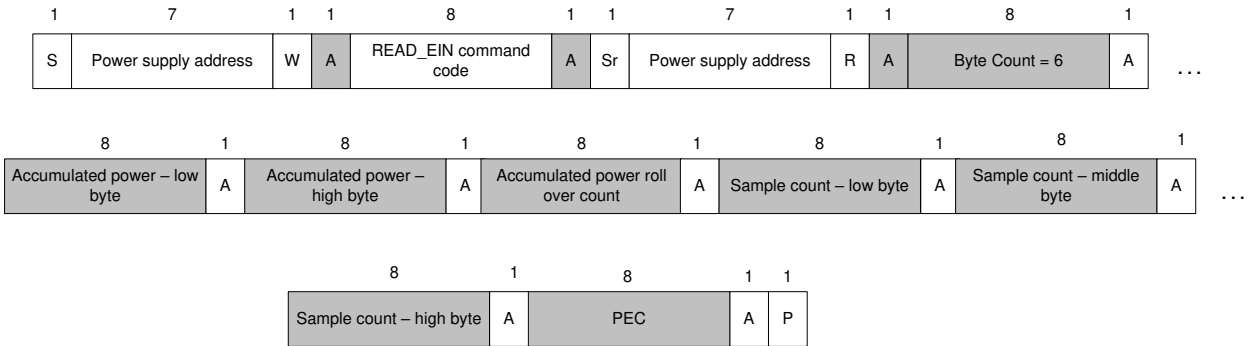 1 7 1 1 8 1 1 7 1 1 8 1
S Power supply address W A READ_EIN command A Sr Power supply address R A Byte Count = 6 A ...
code
8 1 8 1 8 1 8 1 8 1
Accumulated power – low A Accumulated power – A Accumulated power roll A Sample count – low byte A Sample count – middle A ...
byte high byte over count byte
8 1 8 1 1
Sample count – high byte A PEC A P